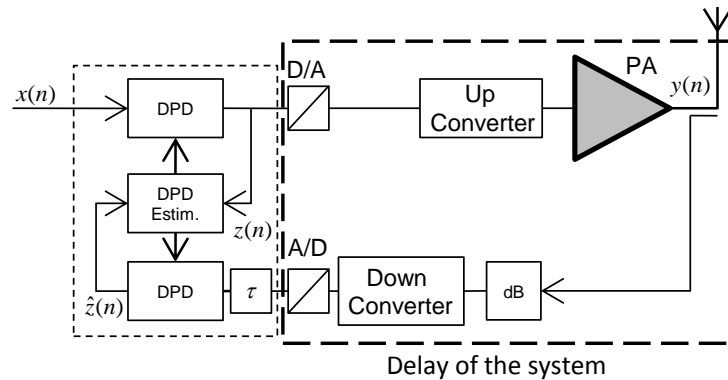 x(n)
DPD
D/A
Up
Converter
PA
y(n)
DPD
Estim.
z(n)
ẑ(n)
DPD
τ
A/D
Down
Converter
dB
Delay of the system